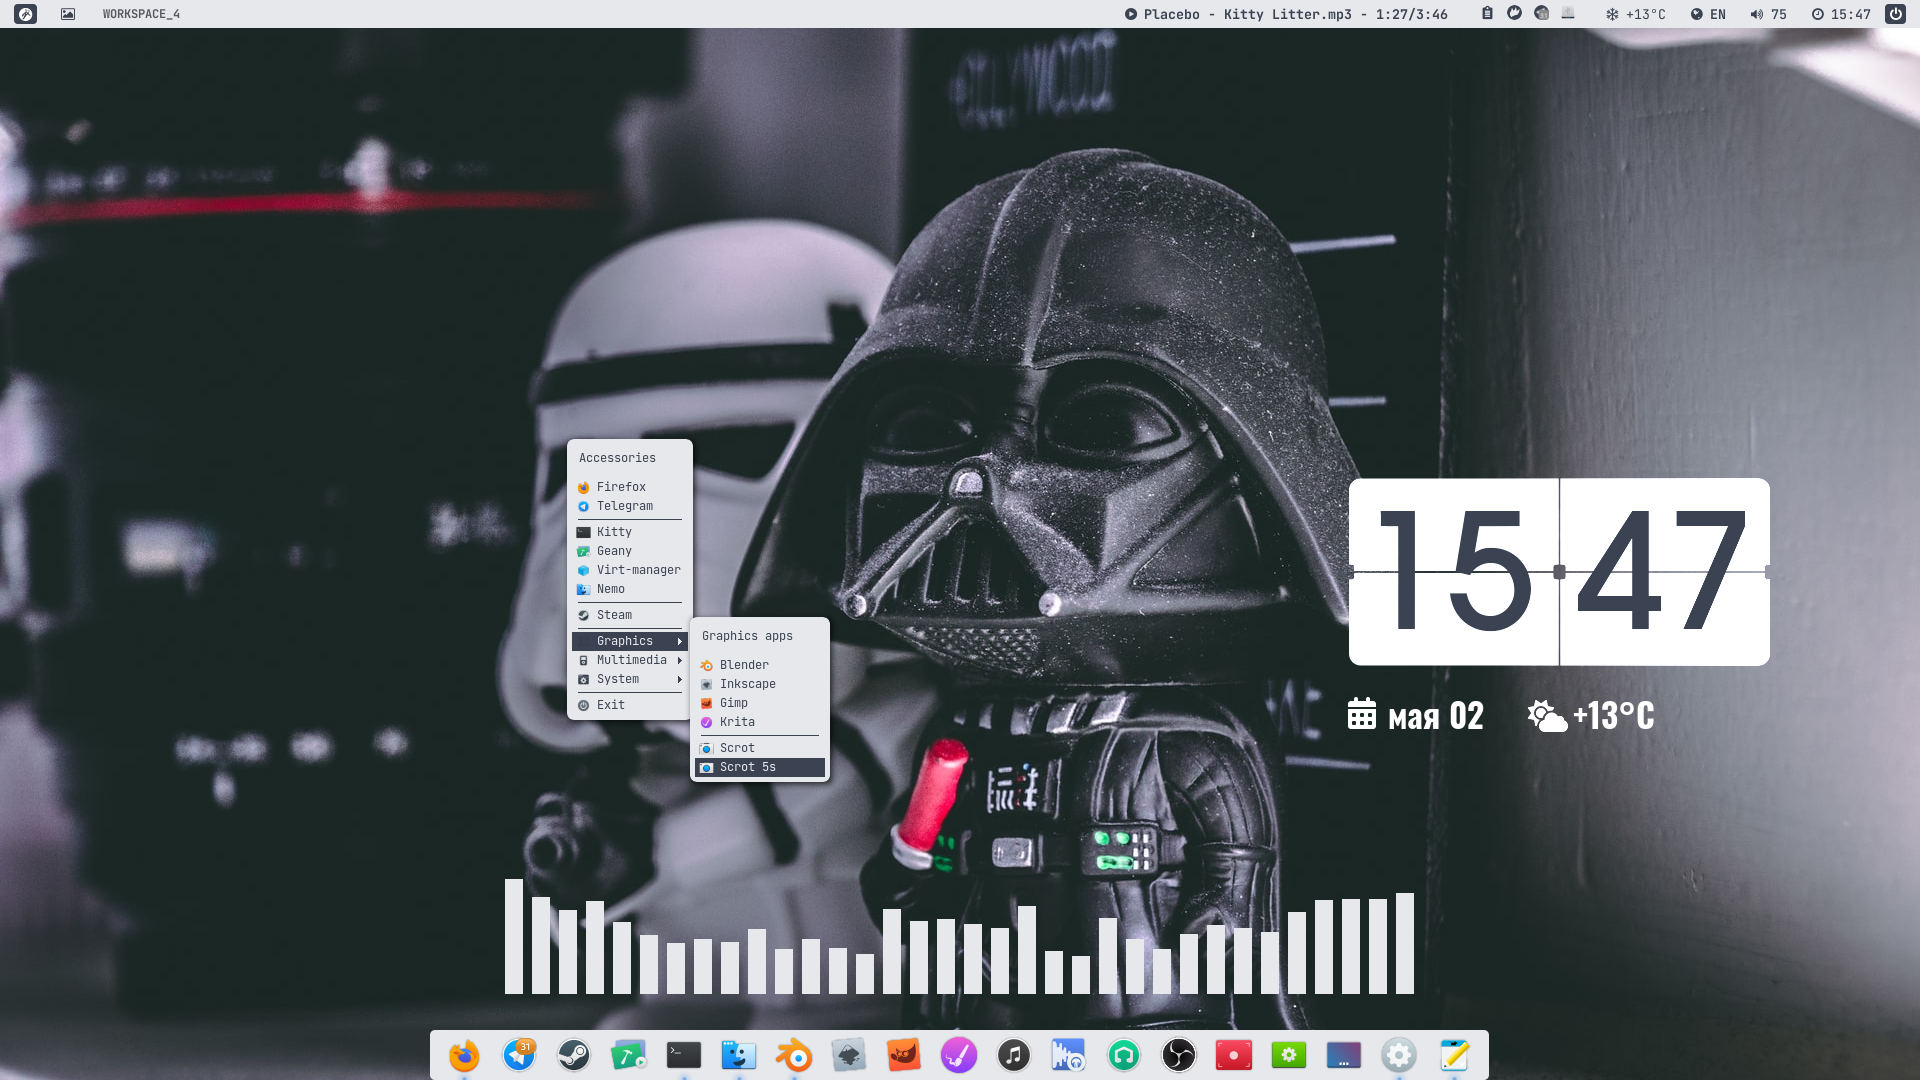 WORKSPACE_4
Placebo - Kitty Litter.mp3 - 1:27/3:46
+13°C
EN
75
15:47
Accessories
Firefox
Telegram
Kitty
Geany
Virt-manager
Nemo
Steam
Graphics
Multimedia
System
Exit
Graphics apps
Blender
Inkscape
Gimp
Krita
Scrot
Scrot 5s
15 47
мая 02
+13°C
31